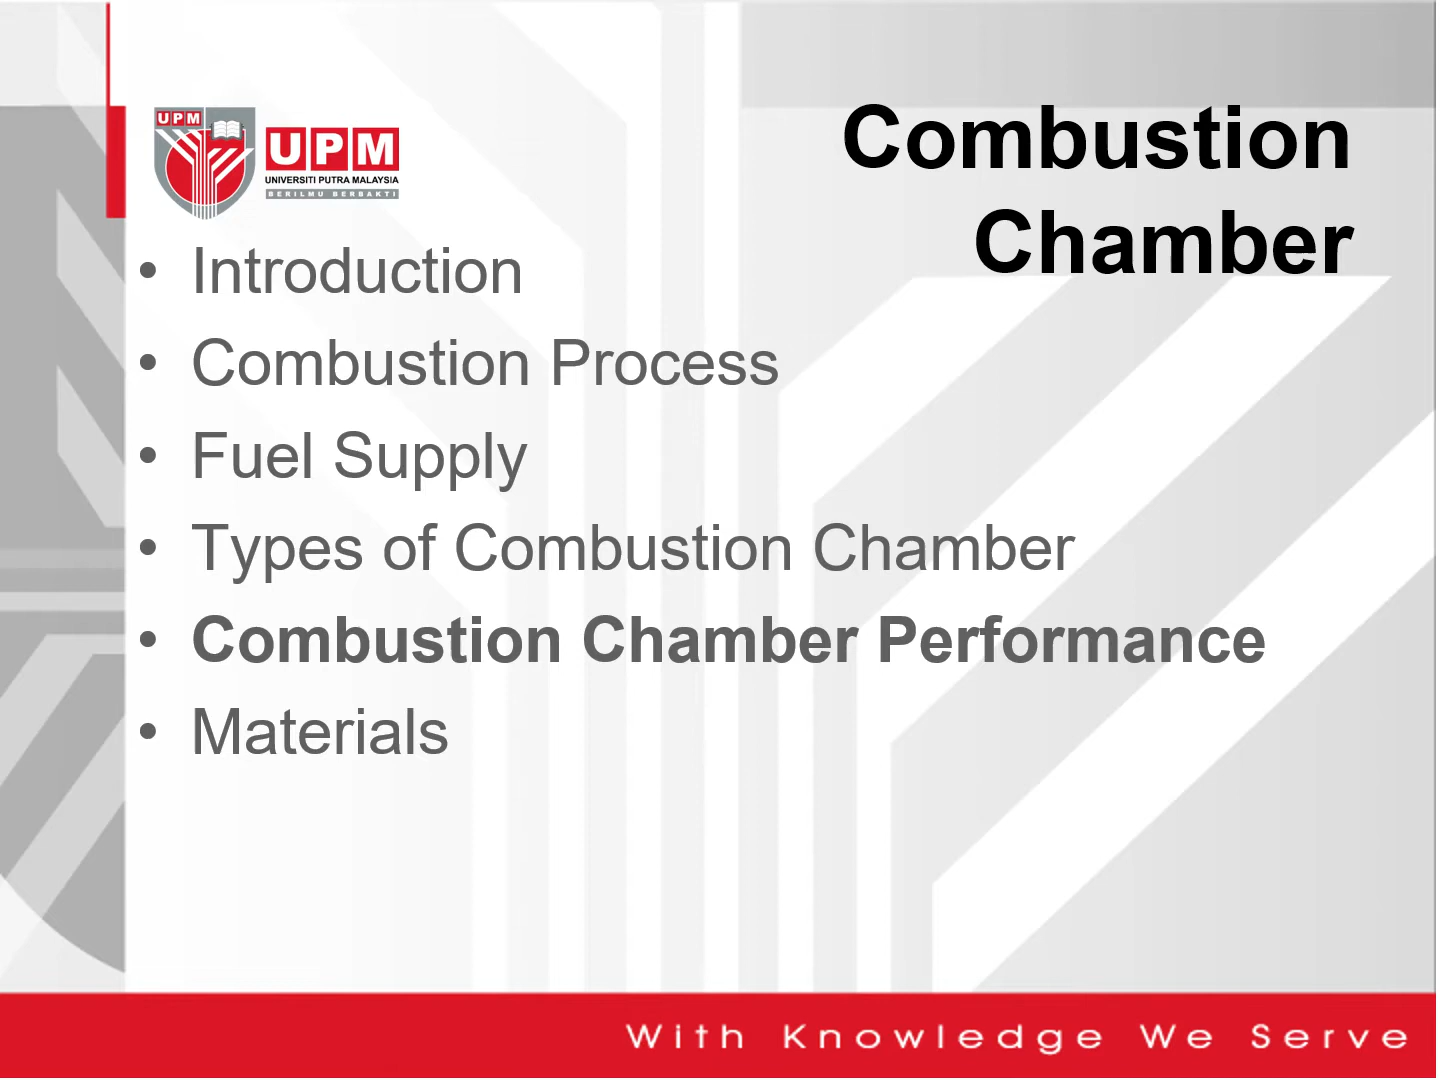 Combustion
Chamber
UPM
UPM
UNIVERSITI PUTRA MALAYSIA
BERILMU BERBAKTI
• Introduction
• Combustion Process
• Fuel Supply
• Types of Combustion Chamber
• Combustion Chamber Performance
• Materials
With Knowledge We Serve